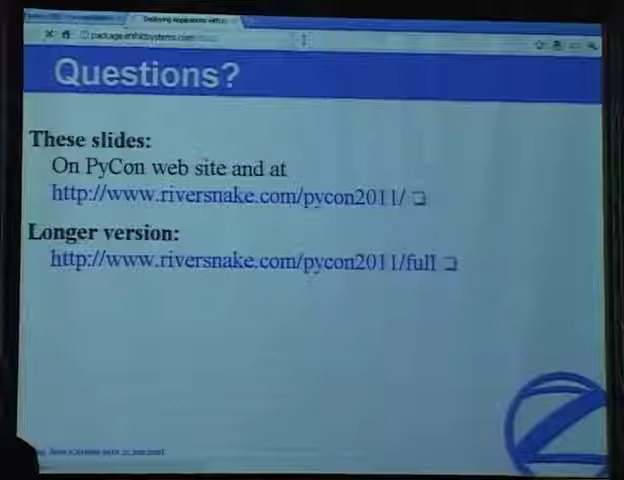 Questions?
These slides:
On PyCon web site and at
http://www.riversnake.com/pycon2011/
Longer version:
http://www.riversnake.com/pycon2011/full